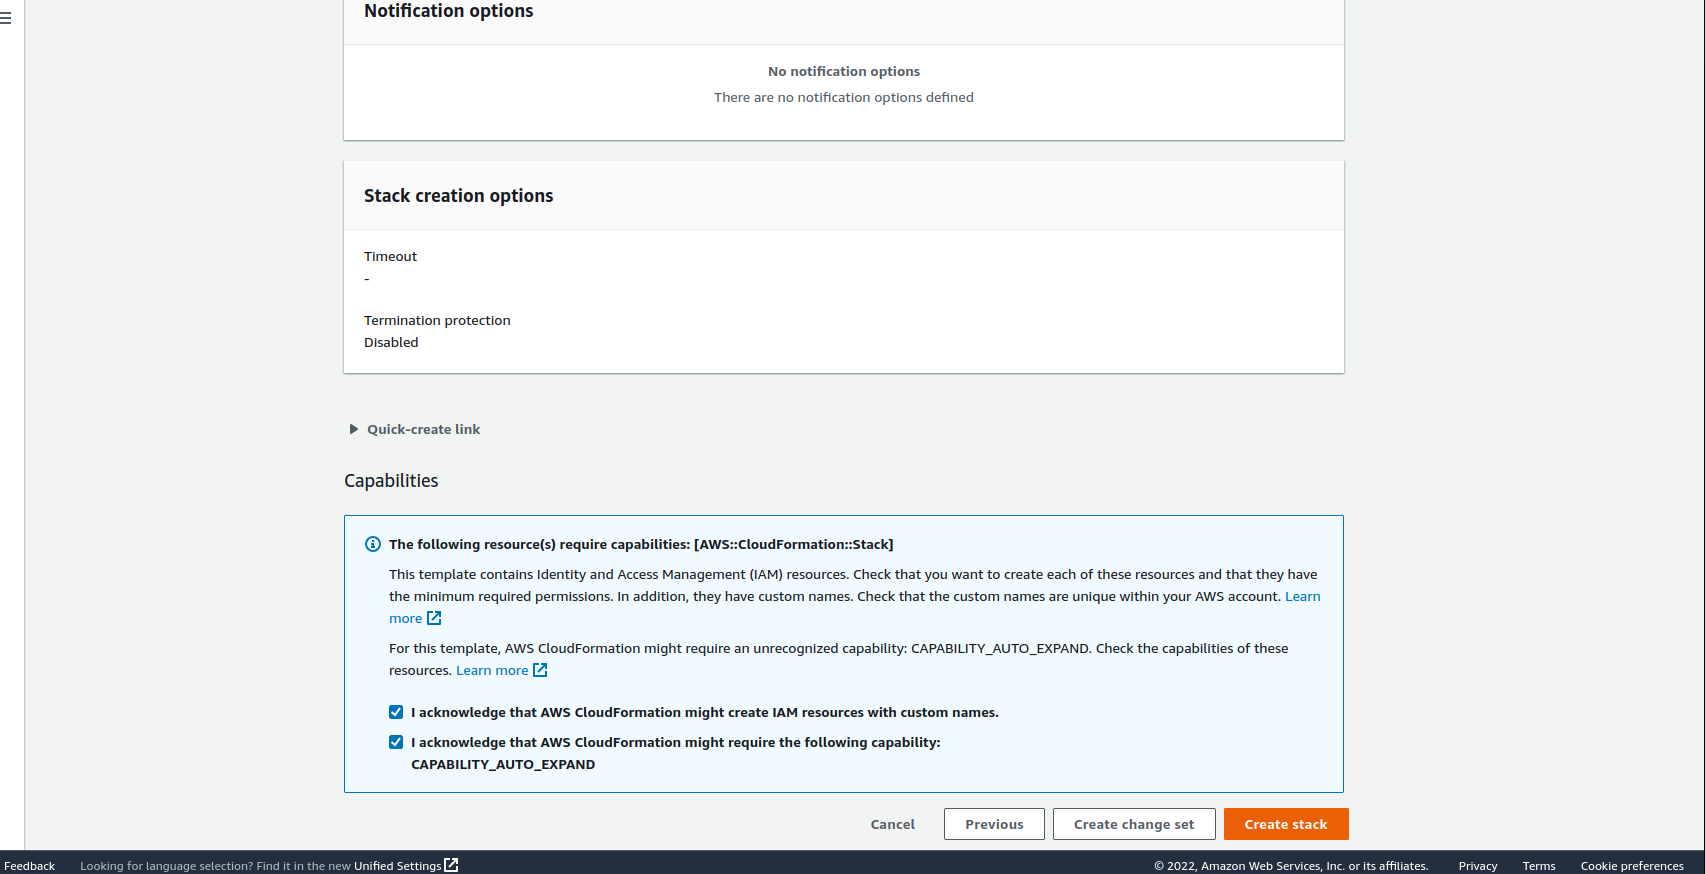 Notification options
No notification options
There are no notification options defined
Stack creation options
Timeout
-
Termination protection
Disabled
Quick-create link
Capabilities
The following resource(s) require capabilities: [AWS::CloudFormation::Stack]
This template contains Identity and Access Management (IAM) resources. Check that you want to create each of these resources and that they have
the minimum required permissions. In addition, they have custom names. Check that the custom names are unique within your AWS account. Learn
more
For this template, AWS CloudFormation might require an unrecognized capability: CAPABILITY_AUTO_EXPAND. Check the capabilities of these
resources. Learn more
I acknowledge that AWS CloudFormation might create IAM resources with custom names.
I acknowledge that AWS CloudFormation might require the following capability:
CAPABILITY_AUTO_EXPAND
Cancel Previous Create change set Create stack
Feedback Looking for language selection? Find it in the new Unified Settings © 2022, Amazon Web Services, Inc. or its affiliates. Privacy Terms Cookie preferences